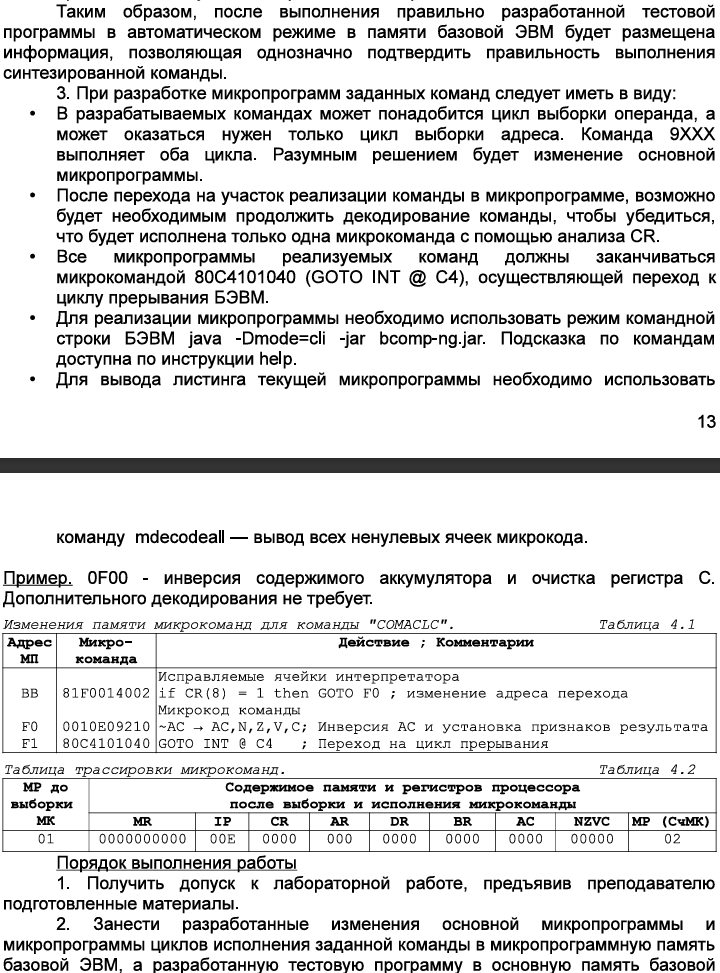 Таким образом, после выполнения правильно разработанной тестовой
программы в автоматическом режиме в памяти базовой ЭВМ будет размещена
информация, позволяющая однозначно подтвердить правильность выполнения
синтезированной команды.
3. При разработке микропрограмм заданных команд следует иметь в виду:
• В разрабатываемых командах может понадобится цикл выборки операнда, а
может оказаться нужен только цикл выборки адреса. Команда 9XXX
выполняет оба цикла. Разумным решением будет изменение основной
микропрограммы.
• После перехода на участок реализации команды в микропрограмме, возможно
будет необходимым продолжить декодирование команды, чтобы убедиться,
что будет исполнена только одна микрокоманда с помощью анализа CR.
• Все микропрограммы реализуемых команд должны заканчиваться
микрокомандой 80C4101040 (GOTO INT @ C4), осуществляющей переход к
циклу прерывания БЭВМ.
• Для реализации микропрограммы необходимо использовать режим командной
строки БЭВМ java -Dmode=cli -jar bcomp-ng.jar. Подсказка по командам
доступна по инструкции help.
• Для вывода листинга текущей микропрограммы необходимо использовать
13
команду mdecodeall — вывод всех ненулевых ячеек микрокода.
Пример. 0F00 - инверсия содержимого аккумулятора и очистка регистра C.
Дополнительного декодирования не требует.
Изменения памяти микрокоманд для команды "COMACLC". Таблица 4.1
Адрес МП Микро-команда Действие ; Комментарии
Исправляемые ячейки интерпретатора
BB 81F0014002 if CR(8) = 1 then GOTO F0 ; изменение адреса перехода
Микрокод команды
F0 0010E09210 ~AC → AC,N,Z,V,C; Инверсия AC и установка признаков результата
F1 80C4101040 GOTO INT @ C4 ; Переход на цикл прерывания
Таблица трассировки микрокоманд. Таблица 4.2
МР до выборки МК Содержимое памяти и регистров процессора
после выборки и исполнения микрокоманды
MR IP CR AR DR BR AC NZVC МР (СчМК)
01 0000000000 00E 0000 000 0000 0000 0000 00000 02
Порядок выполнения работы
1. Получить допуск к лабораторной работе, предъявив преподавателю
подготовленные материалы.
2. Занести разработанные изменения основной микропрограммы и
микропрограммы циклов исполнения заданной команды в микропрограммную память
базовой ЭВМ, а разработанную тестовую программу в основную память базовой